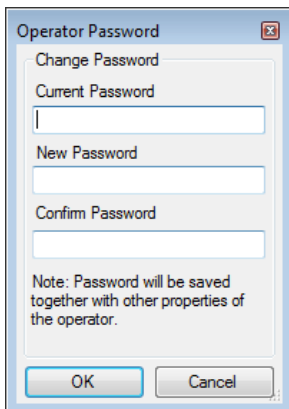 Operator Password
Change Password
Current Password
New Password
Confirm Password
Note: Password will be saved
together with other properties of
the operator.
OK
Cancel